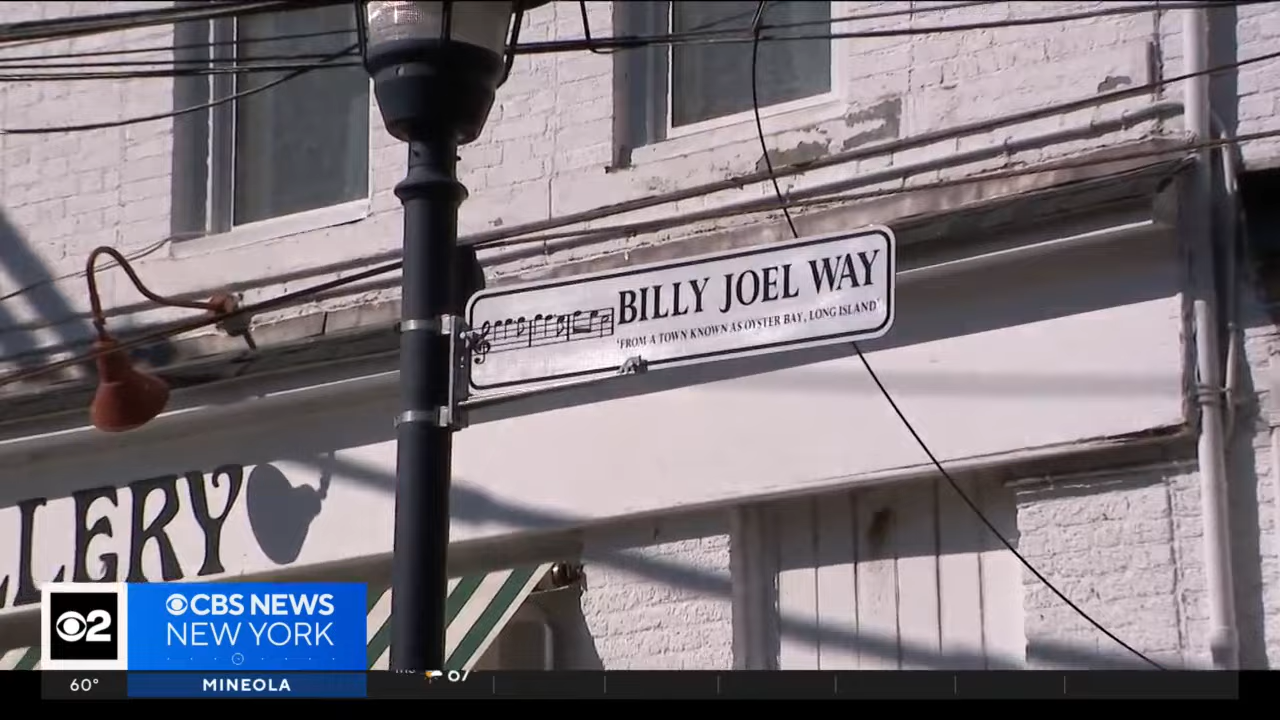 BILLY JOEL WAY
'FROM A TOWN KNOWN AS OYSTER BAY, LONG ISLAND'
LLERY
2
CBS NEWS
NEW YORK
67
60°
MINEOLA